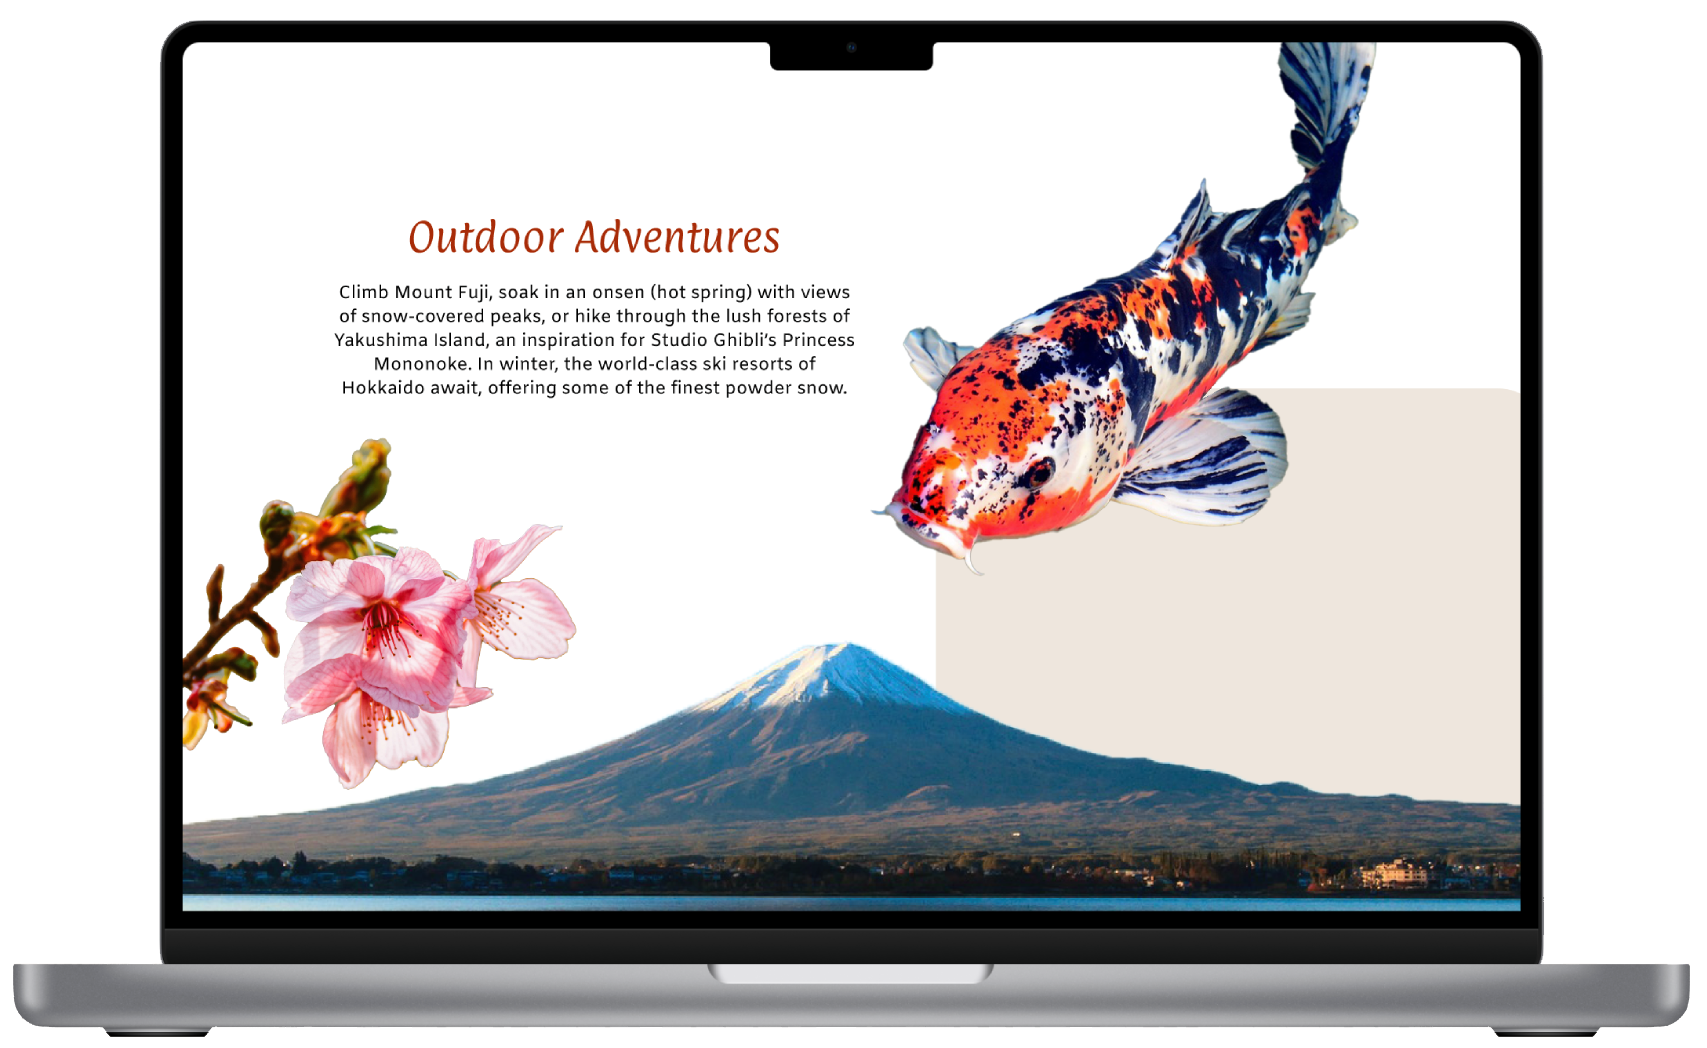 Outdoor Adventures
Climb Mount Fuji, soak in an onsen (hot spring) with views
of snow-covered peaks, or hike through the lush forests of
Yakushima Island, an inspiration for Studio Ghibli’s Princess
Mononoke. In winter, the world-class ski resorts of
Hokkaido await, offering some of the finest powder snow.